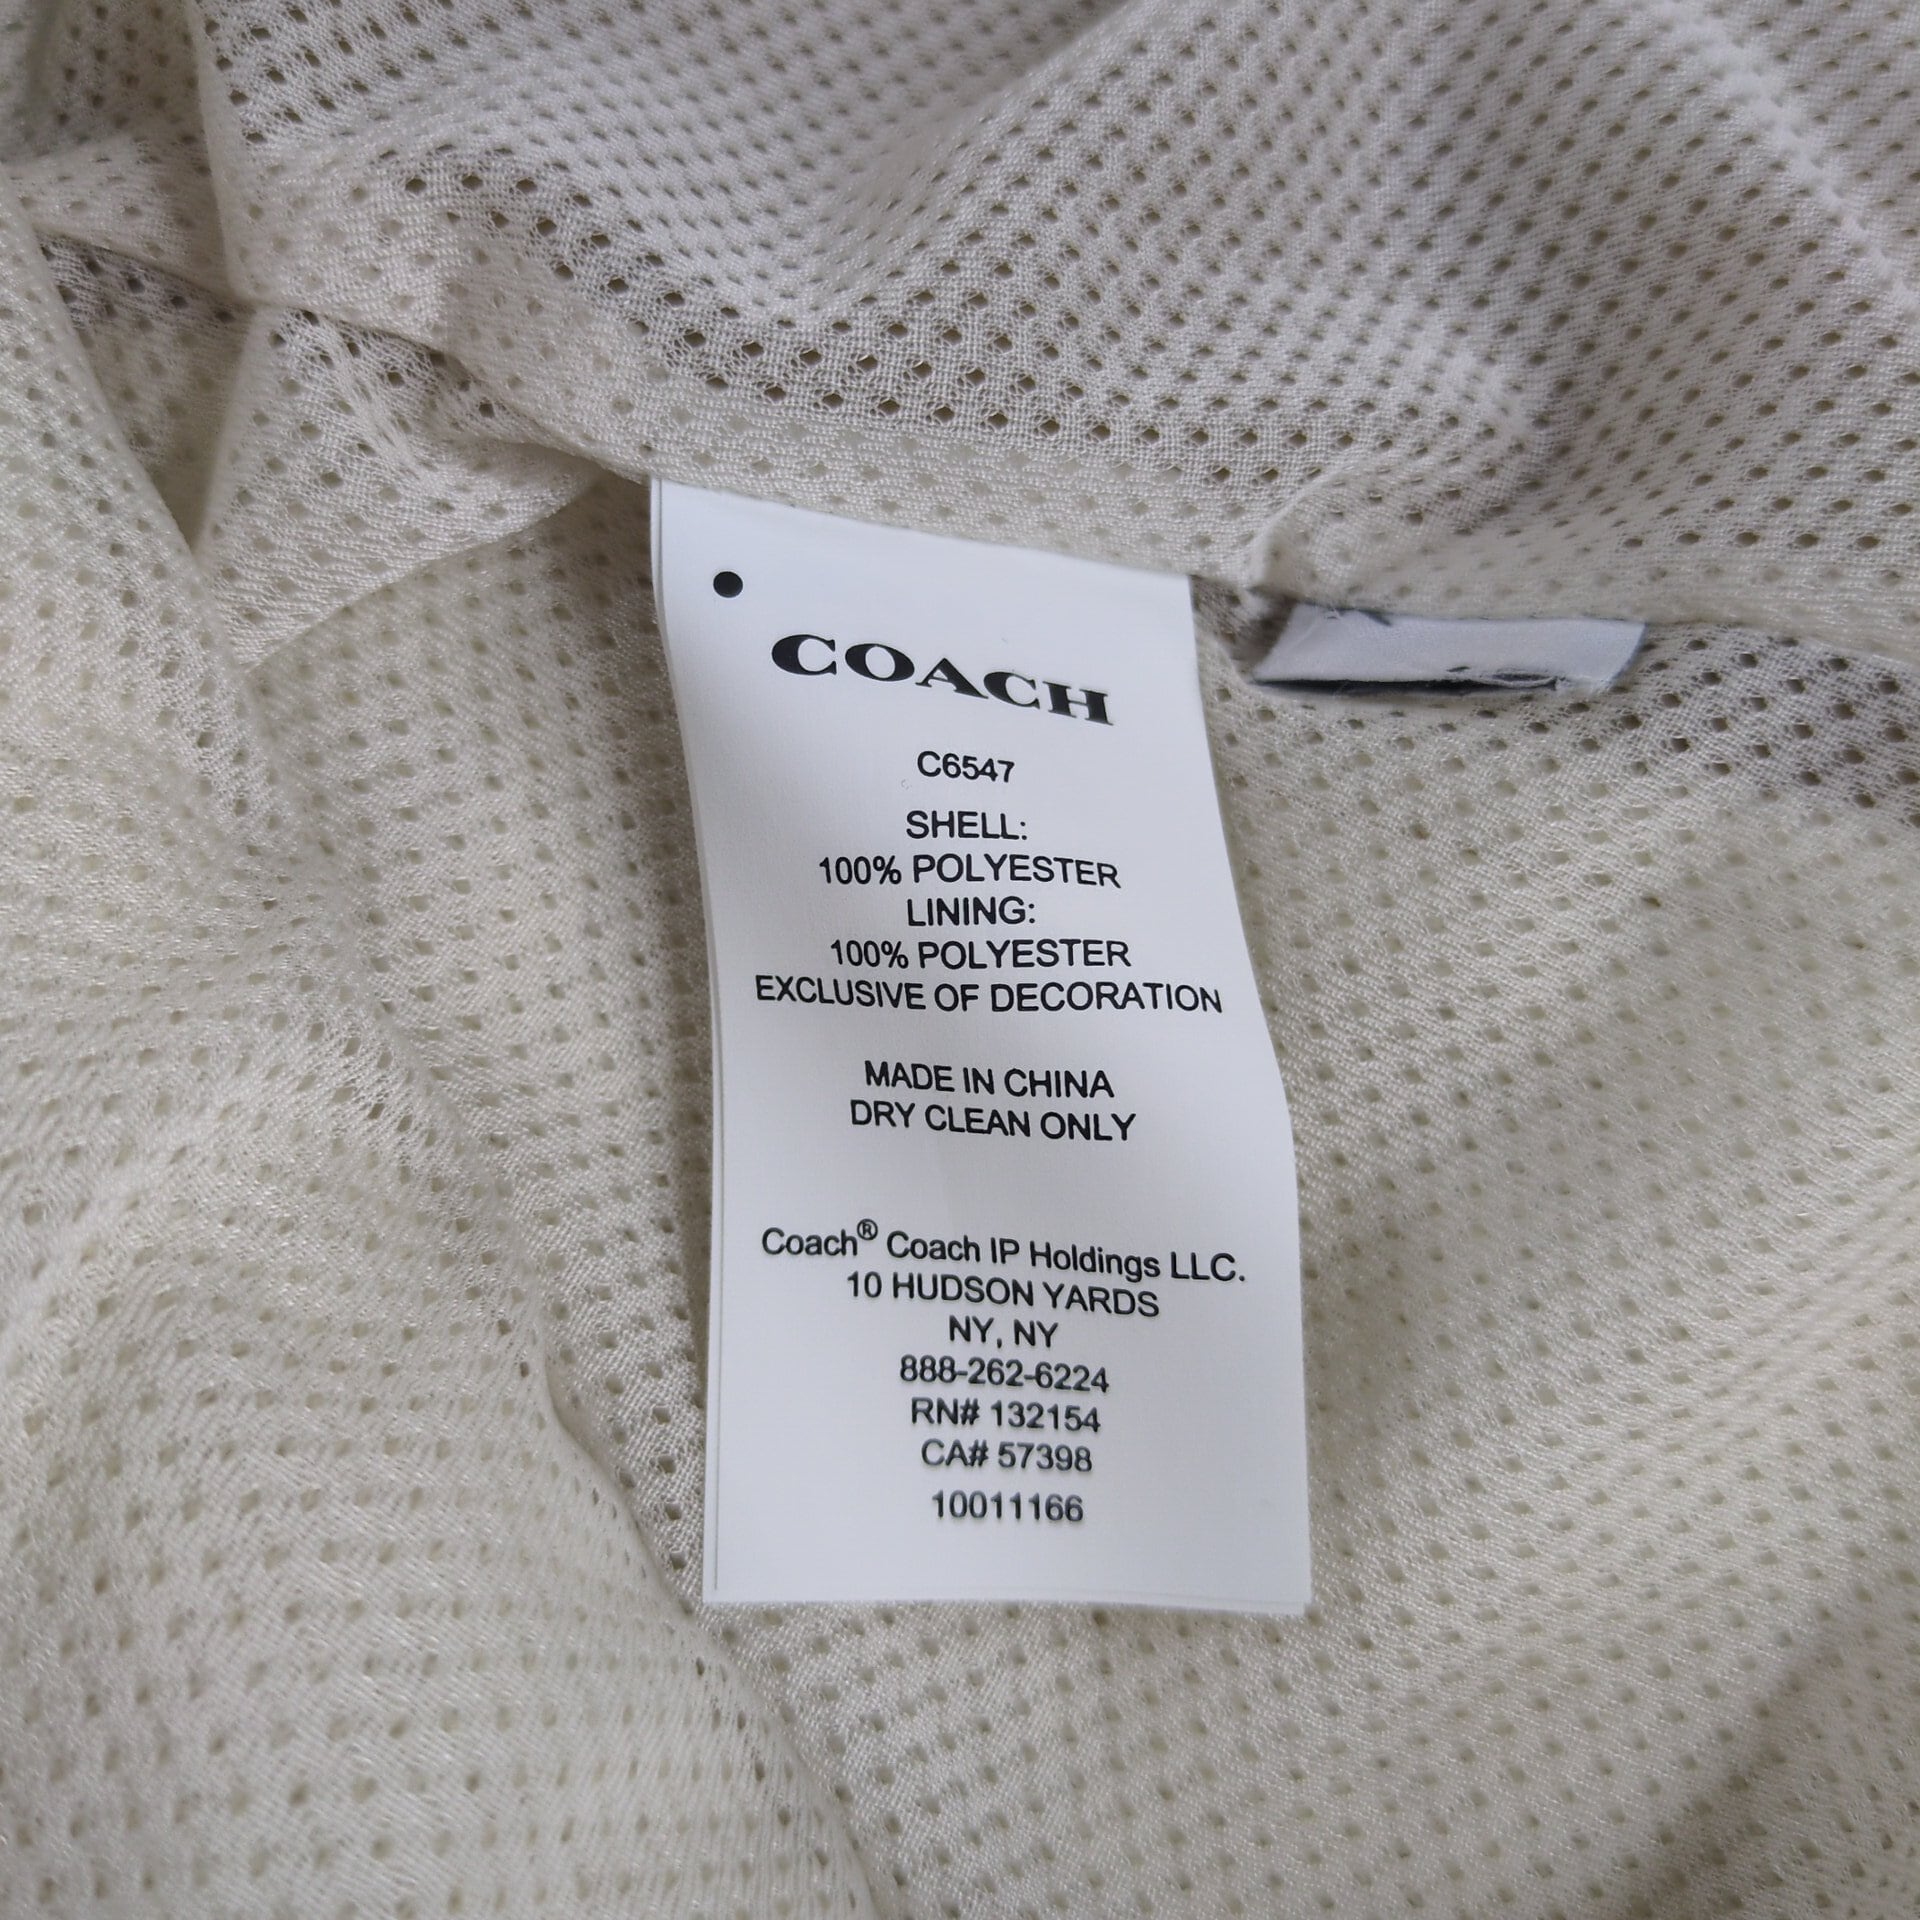 COACH
C6547
SHELL:
100% POLYESTER
LINING:
100% POLYESTER
EXCLUSIVE OF DECORATION
MADE IN CHINA
DRY CLEAN ONLY
Coach® Coach IP Holdings LLC.
10 HUDSON YARDS
NY, NY
888-262-6224
RN# 132154
CA# 57398
10011166